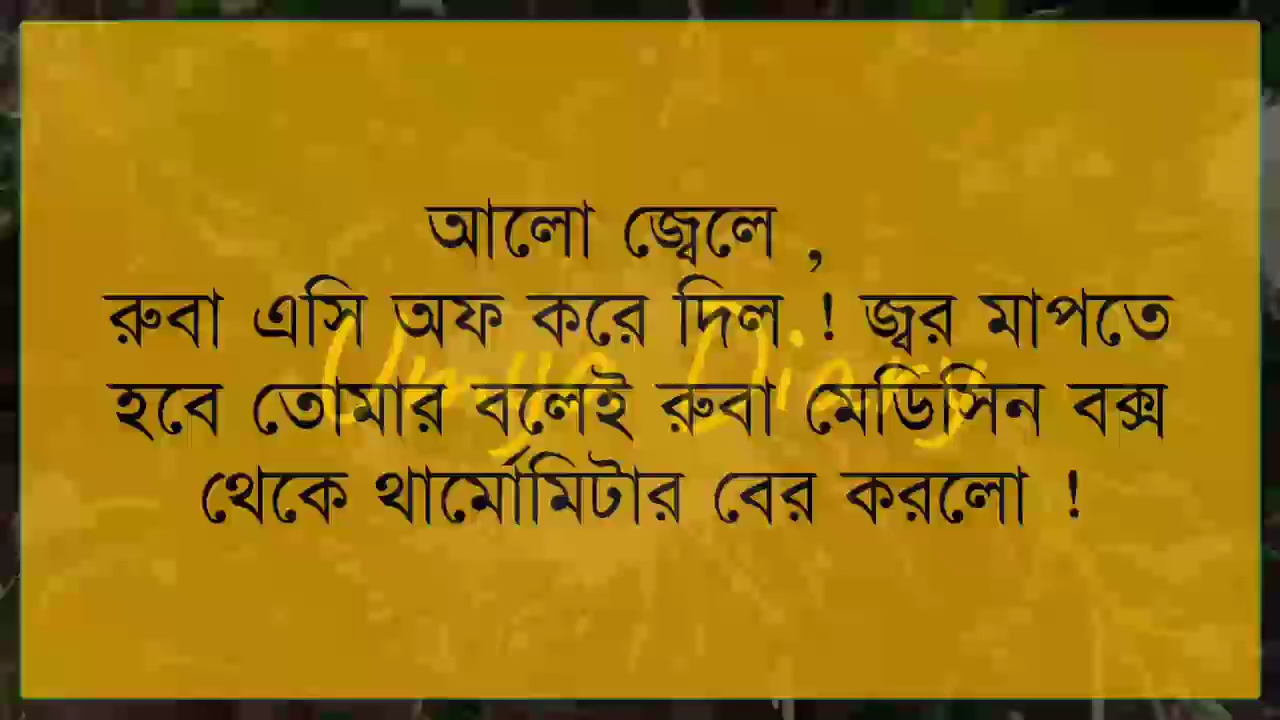 আলো জ্বেলে ,
রুবা এসি অফ করে দিল ! জ্বর মাপতে
হবে তোমার বলেই রুবা মেডিসিন বক্স
থেকে থার্মোমিটার বের করলো !